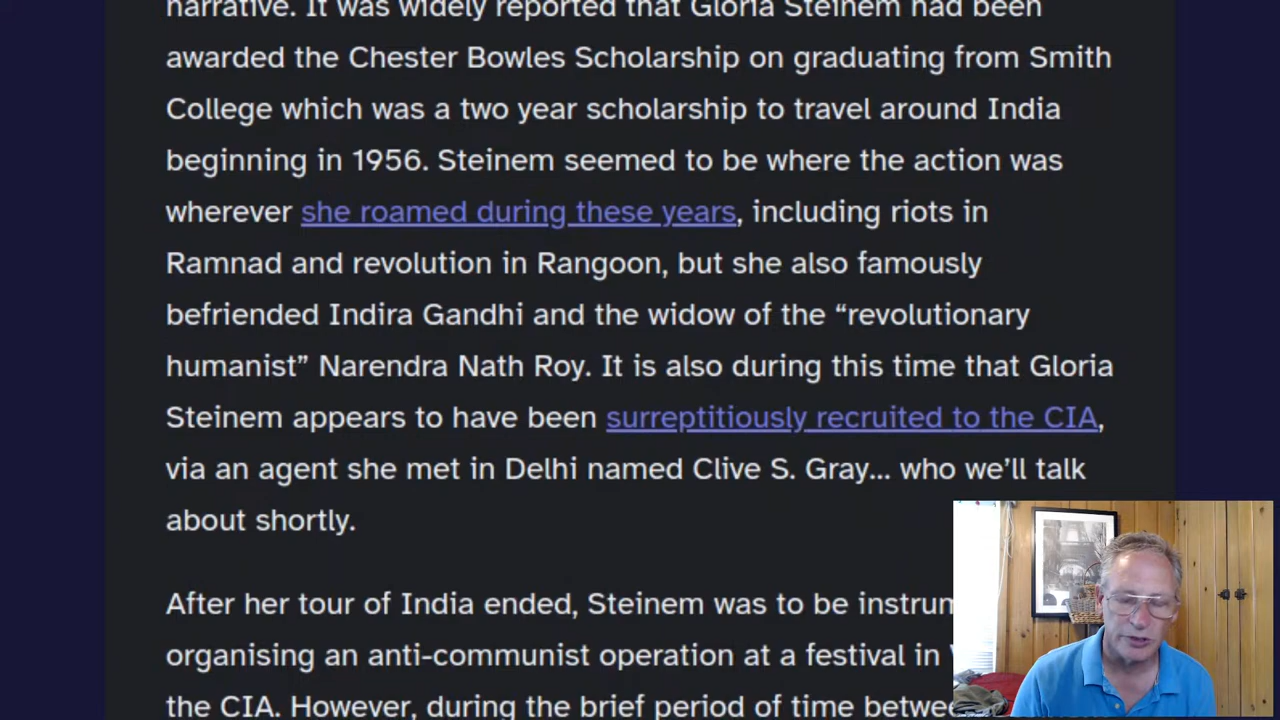 narrative. It was widely reported that Gloria Steinem had been
awarded the Chester Bowles Scholarship on graduating from Smith
College which was a two year scholarship to travel around India
beginning in 1956. Steinem seemed to be where the action was
wherever she roamed during these years, including riots in
Ramnad and revolution in Rangoon, but she also famously
befriended Indira Gandhi and the widow of the “revolutionary
humanist” Narendra Nath Roy. It is also during this time that Gloria
Steinem appears to have been surreptitiously recruited to the CIA,
via an agent she met in Delhi named Clive S. Gray... who we’ll talk
about shortly.
After her tour of India ended, Steinem was to be instrum
organising an anti-communist operation at a festival in
the CIA. However, during the brief period of time betwee